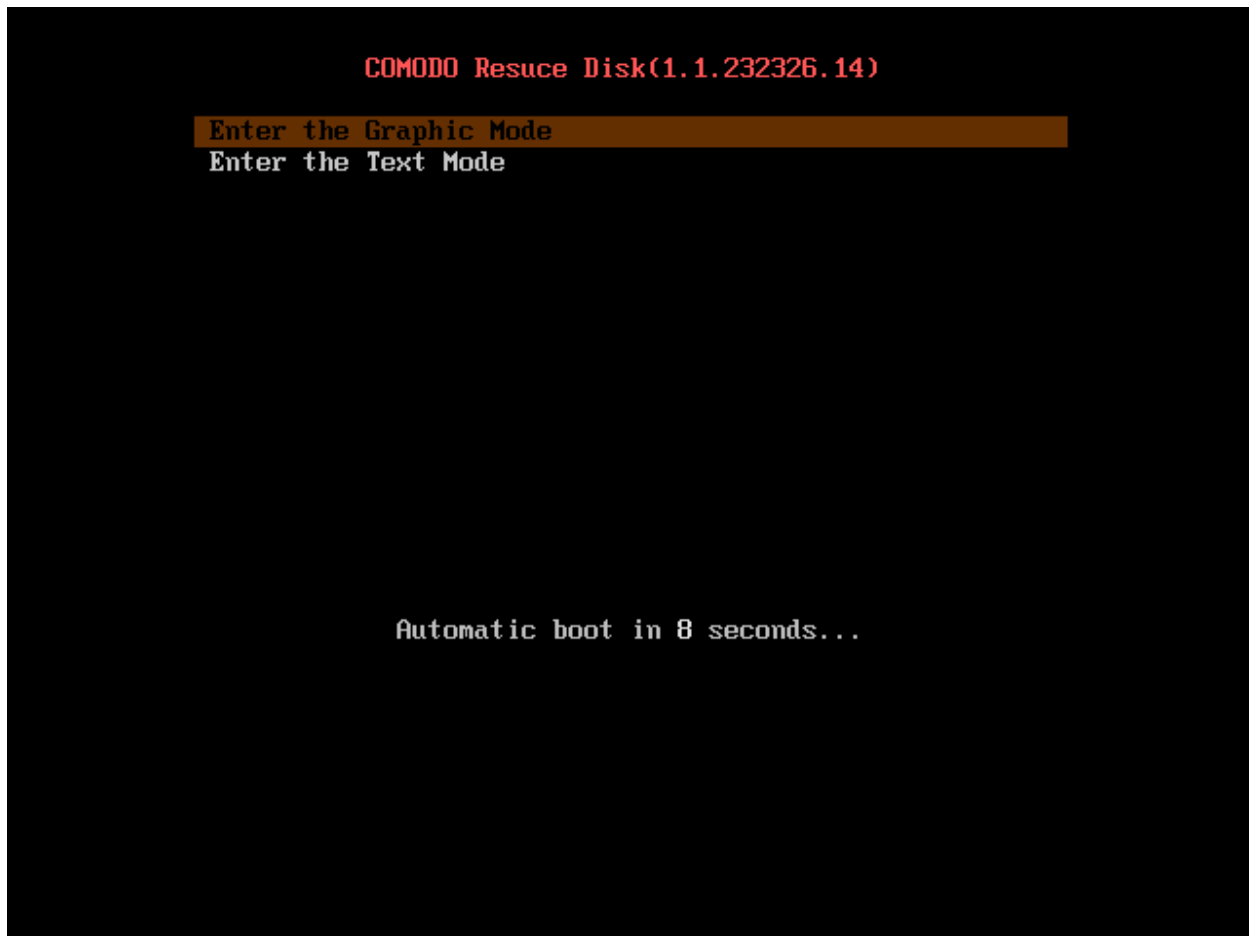 COMODO Resuce Disk(1.1.232326.14)
Enter the Graphic Mode
Enter the Text Mode
Automatic boot in 8 seconds...